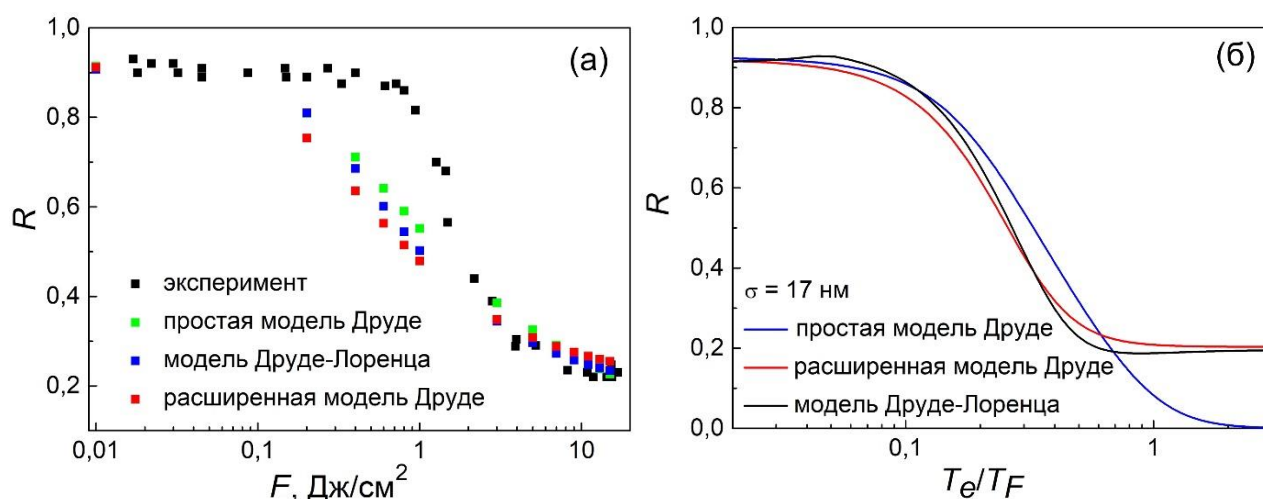 (а)
R
1,0
0,8
0,6
0,4
0,2
эксперимент
простая модель Друде
модель Друде-Лоренца
расширенная модель Друде
0,01
0,1
1
10
F, Дж/см²
(б)
R
1,0
0,8
0,6
0,4
0,2
0,0
σ = 17 нм
простая модель Друде
расширенная модель Друде
модель Друде-Лоренца
0,1
1
Te/TF